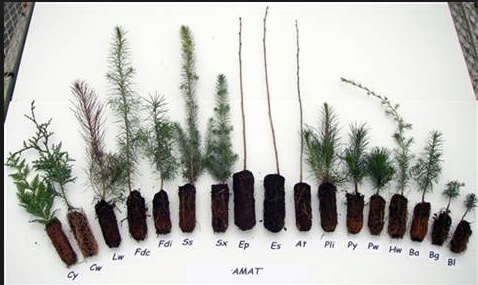 Cy Cw Lw Fdc Fdi Ss Sx Ep Es At Pli Py Pw Hw Ba Bg Bl
'AMAT'